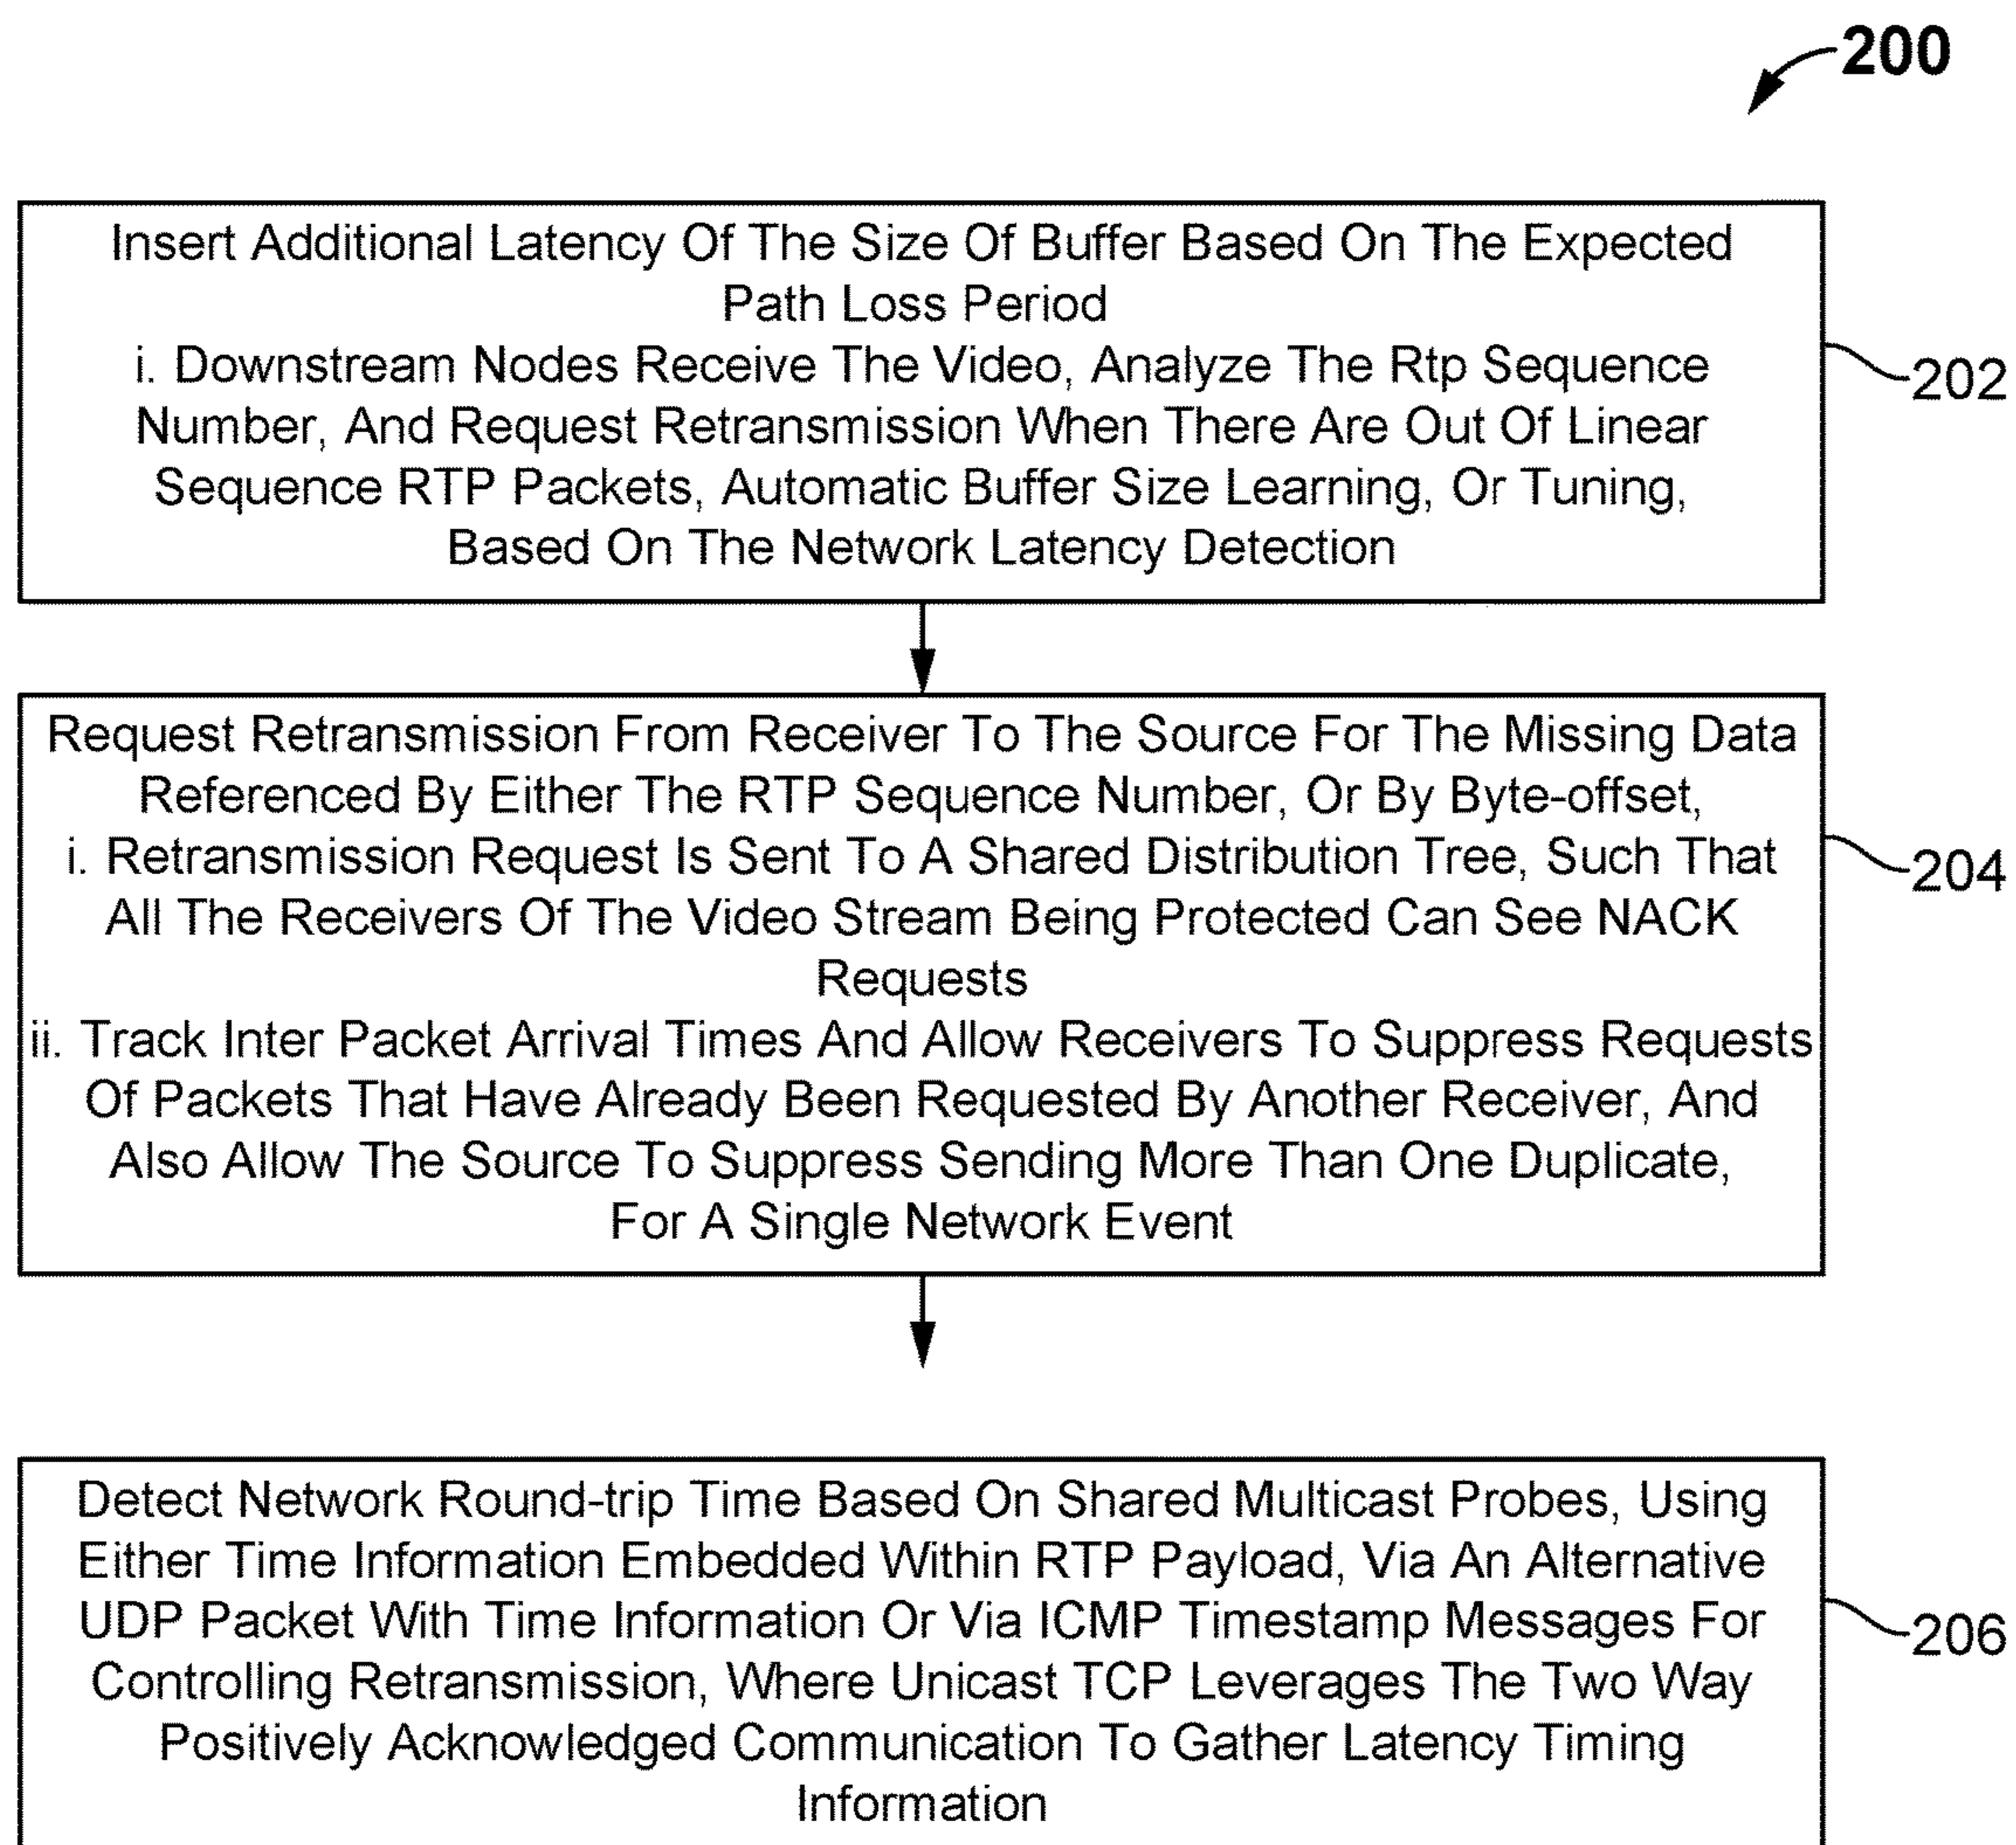 200
Insert Additional Latency Of The Size Of Buffer Based On The Expected
Path Loss Period
i. Downstream Nodes Receive The Video, Analyze The Rtp Sequence
Number, And Request Retransmission When There Are Out Of Linear
Sequence RTP Packets, Automatic Buffer Size Learning, Or Tuning,
Based On The Network Latency Detection
202
Request Retransmission From Receiver To The Source For The Missing Data
Referenced By Either The RTP Sequence Number, Or By Byte-offset,
i. Retransmission Request Is Sent To A Shared Distribution Tree, Such That
All The Receivers Of The Video Stream Being Protected Can See NACK
Requests
ii. Track Inter Packet Arrival Times And Allow Receivers To Suppress Requests
Of Packets That Have Already Been Requested By Another Receiver, And
Also Allow The Source To Suppress Sending More Than One Duplicate,
For A Single Network Event
204
Detect Network Round-trip Time Based On Shared Multicast Probes, Using
Either Time Information Embedded Within RTP Payload, Via An Alternative
UDP Packet With Time Information Or Via ICMP Timestamp Messages For
Controlling Retransmission, Where Unicast TCP Leverages The Two Way
Positively Acknowledged Communication To Gather Latency Timing
Information
206